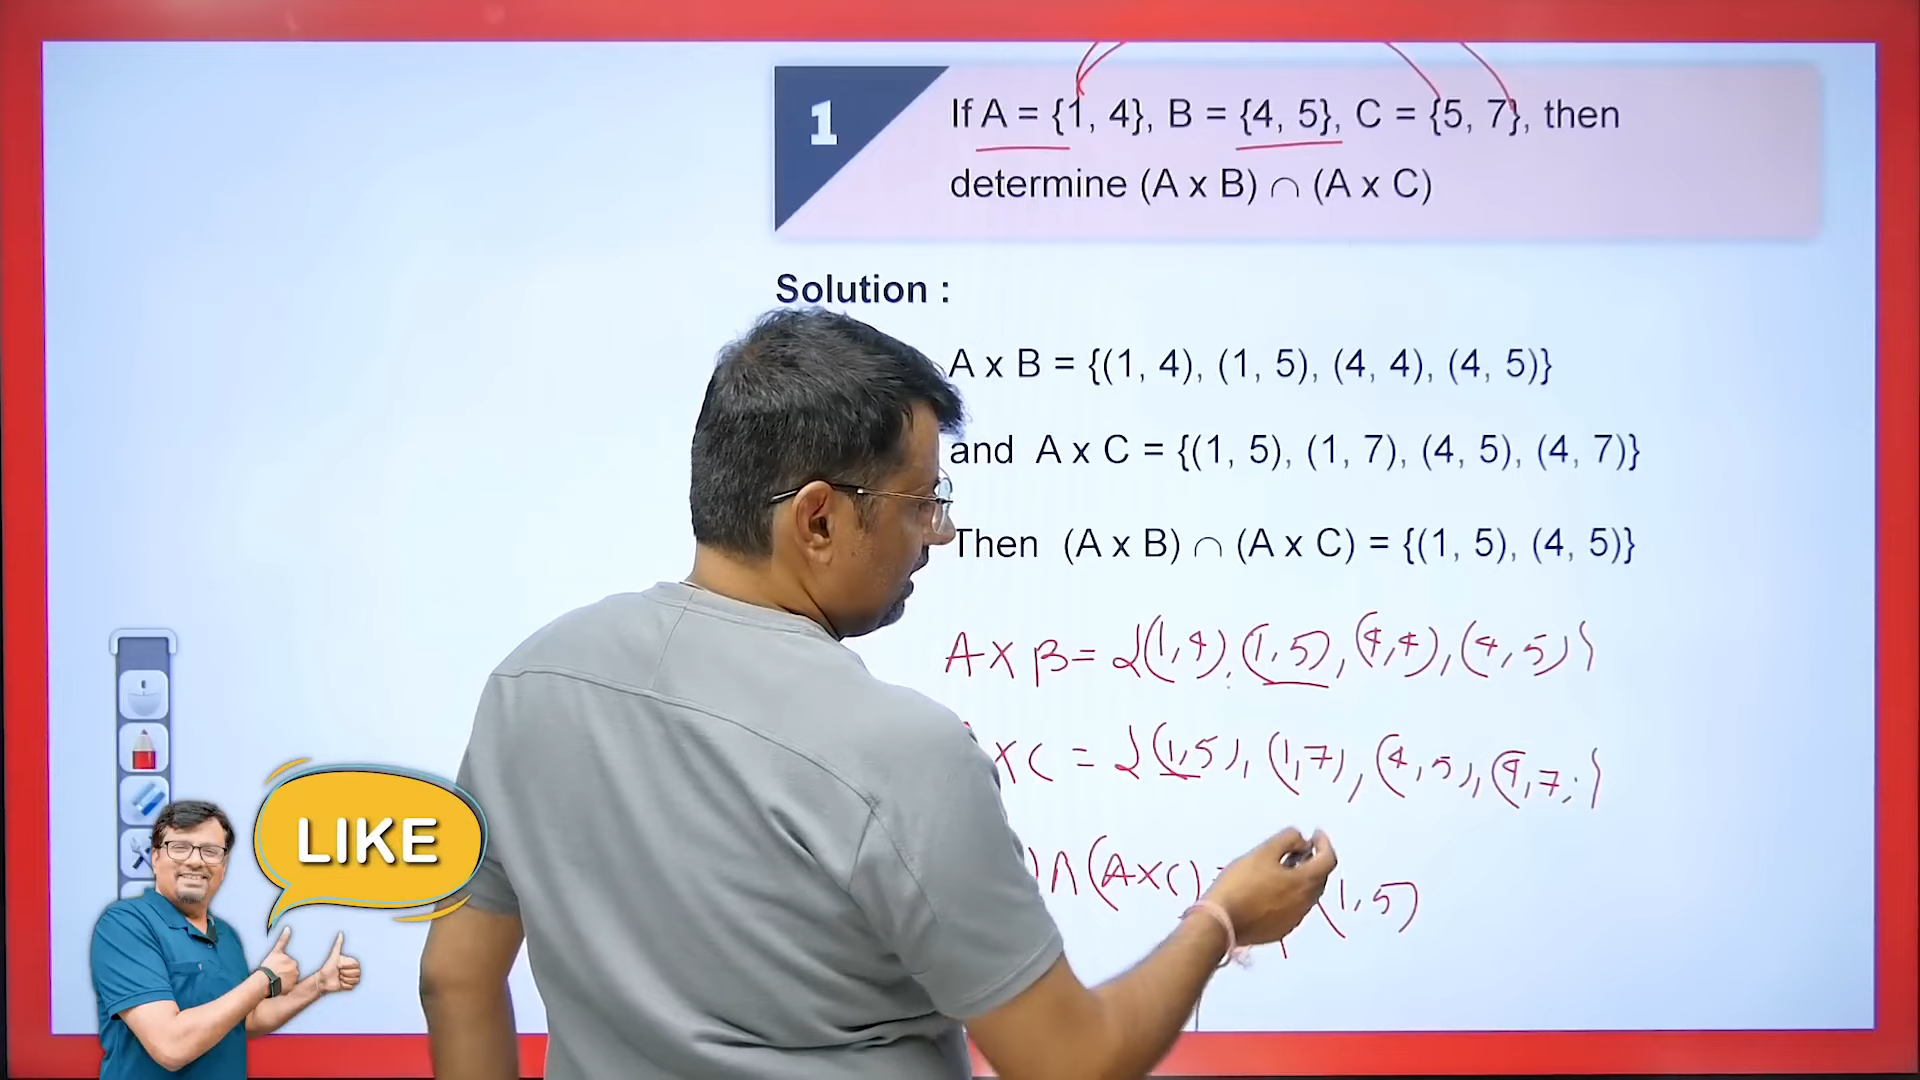 1
If A = {1, 4}, B = {4, 5}, C = {5, 7}, then
determine (A x B) ∩ (A x C)
Solution :
A x B = {(1, 4), (1, 5), (4, 4), (4, 5)}
and A x C = {(1, 5), (1, 7), (4, 5), (4, 7)}
Then (A x B) ∩ (A x C) = {(1, 5), (4, 5)}
A X B = {(1,4), (1,5), (4,4), (4,5)}
X C = {(1,5), (1,7), (4,5), (4,7)}
) ∩ (A X C) = (1,5)
LIKE